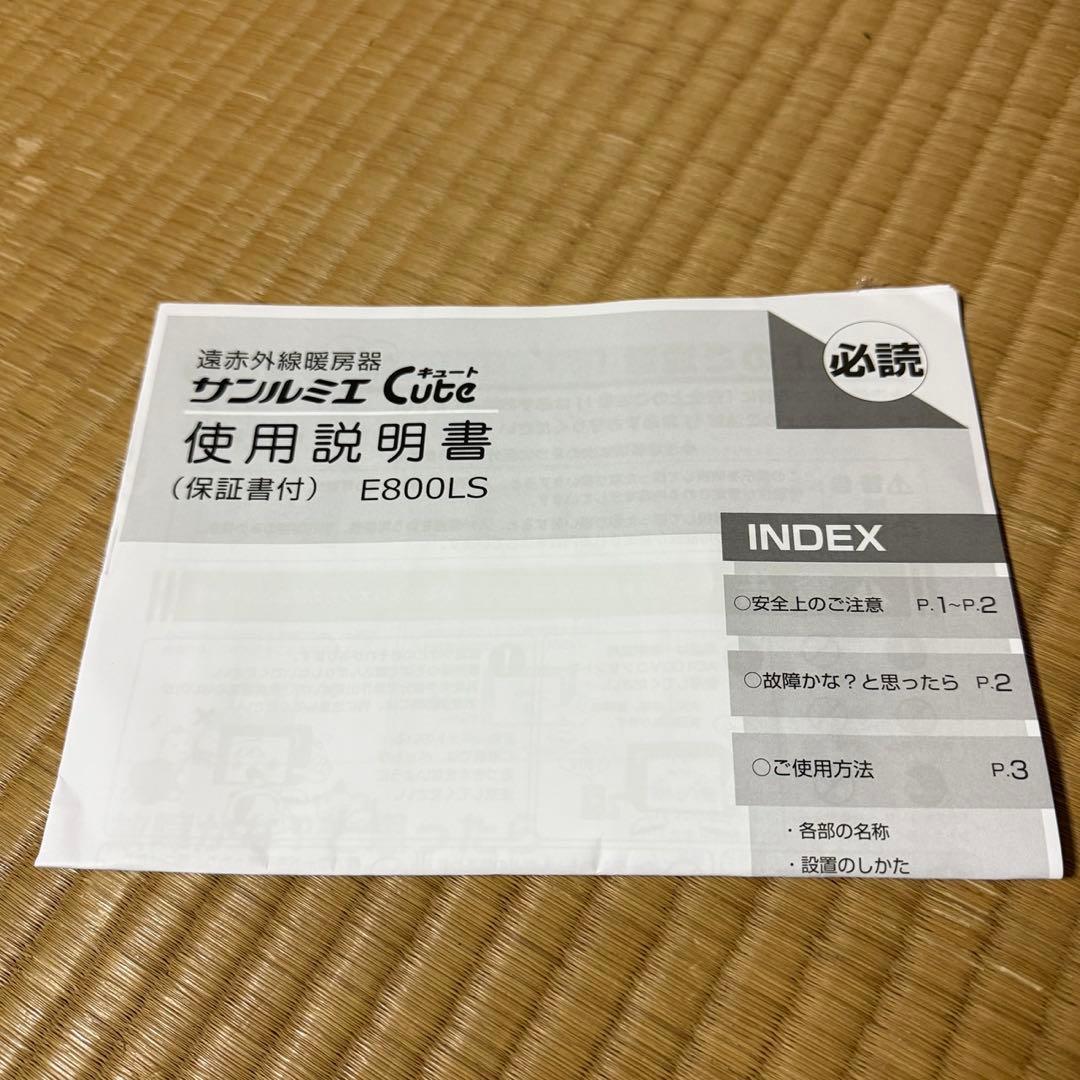 遠赤外線暖房器
キュート
サンルミエ Cute
使用説明書
(保証書付) E800LS
必読
INDEX
○安全上のご注意 P.1~P.2
○故障かな?と思ったら P.2
○ご使用方法 P.3
・各部の名称
・設置のしかた